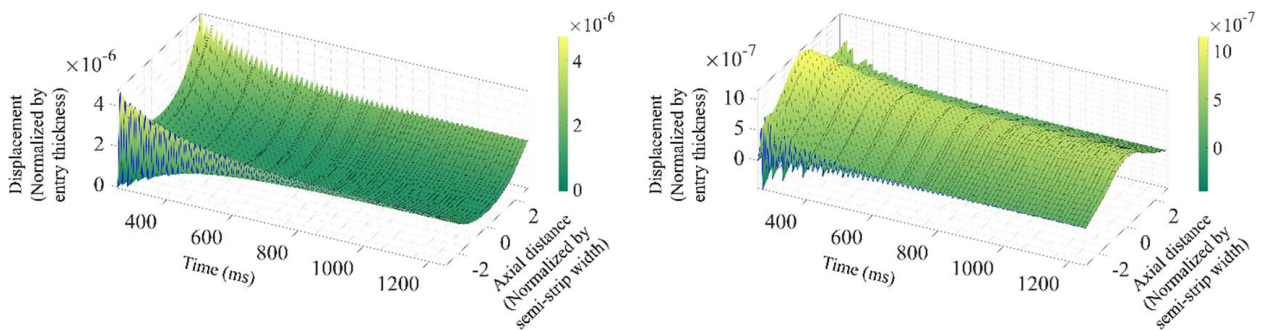 ×10⁻⁶
4
2
0
Displacement
(Normalized by
entry thickness)
×10⁻⁶
4
2
0
400
600
800
1000
1200
Time (ms)
2
0
-2
Axial distance
(Normalized by
semi-strip width)
×10⁻⁷
10
5
0
Displacement
(Normalized by
entry thickness)
×10⁻⁷
10
5
0
400
600
800
1000
1200
Time (ms)
2
0
-2
Axial distance
(Normalized by
semi-strip width)